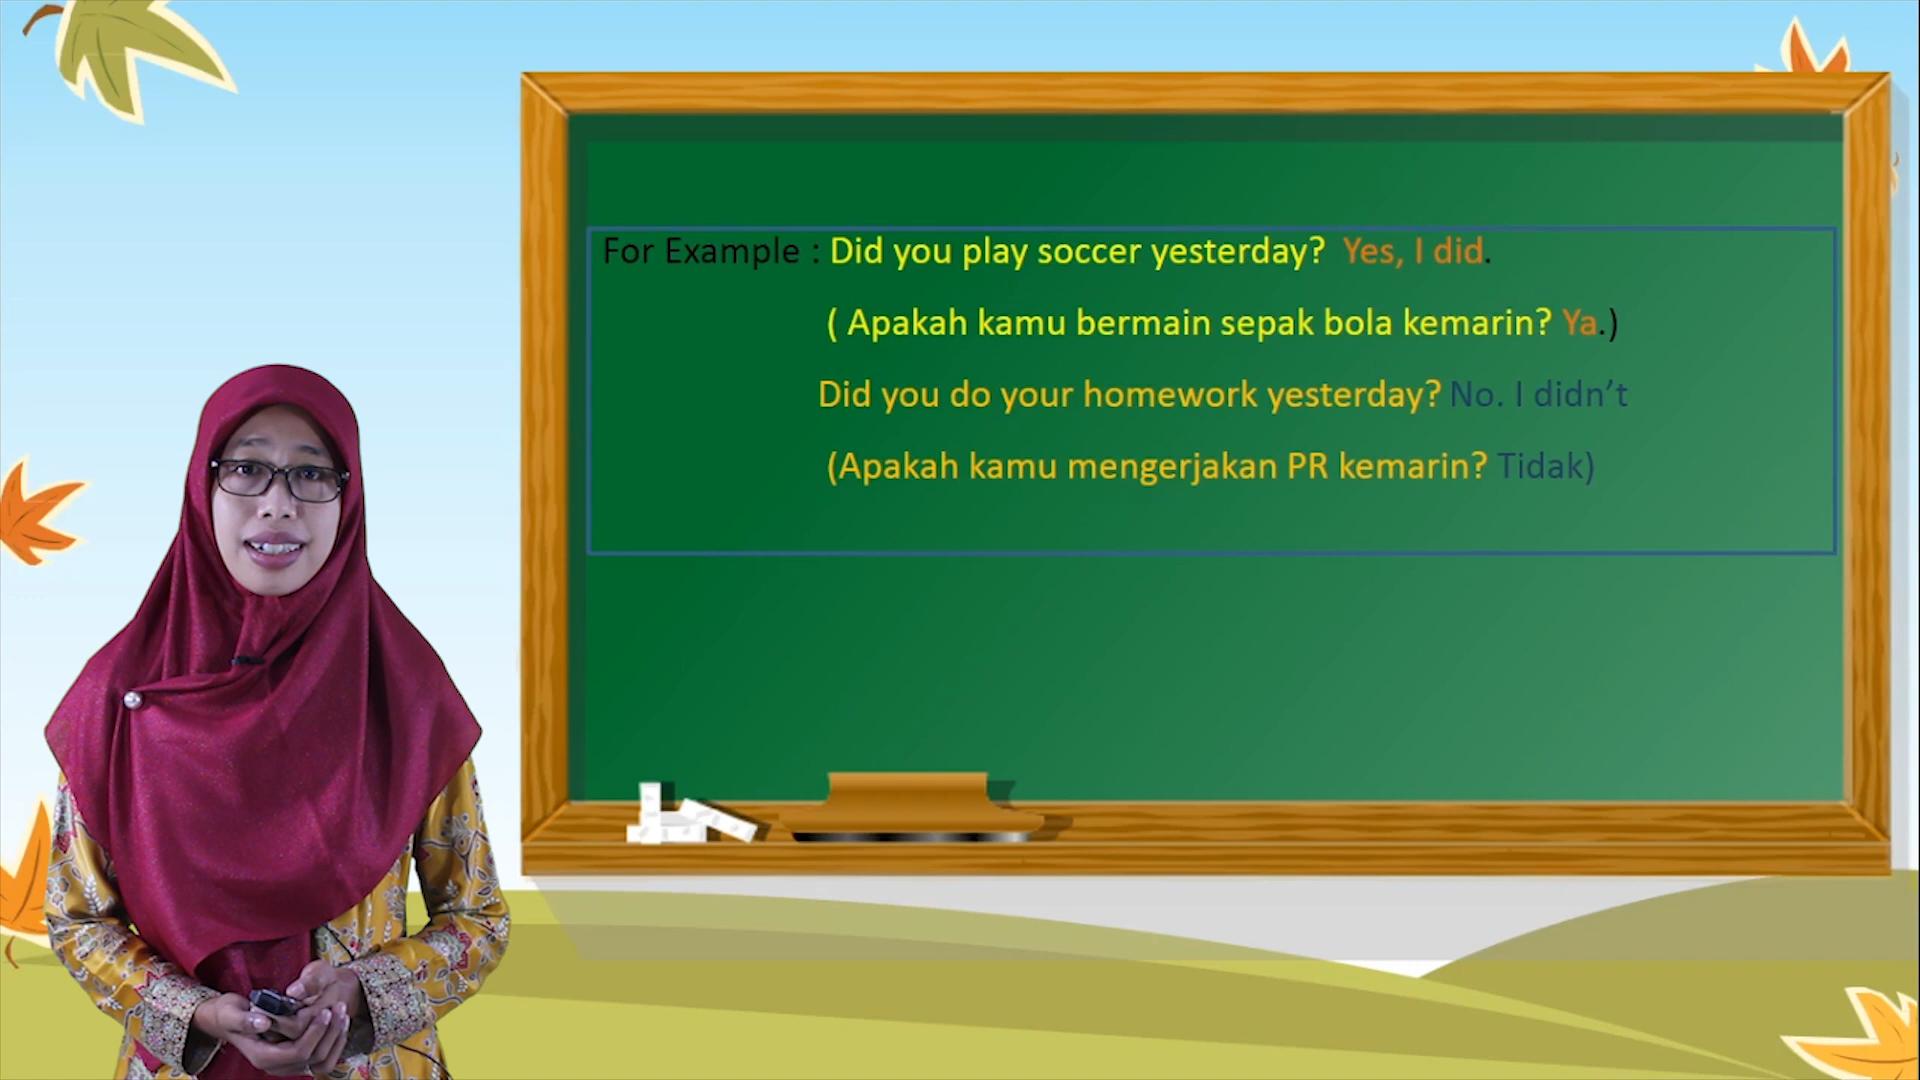 For Example : Did you play soccer yesterday? Yes, I did.
( Apakah kamu bermain sepak bola kemarin? Ya.)
Did you do your homework yesterday? No. I didn’t
(Apakah kamu mengerjakan PR kemarin? Tidak)